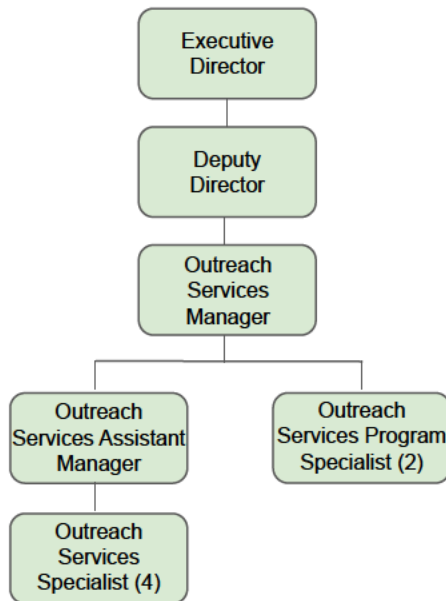 Executive
Director
Deputy
Director
Outreach
Services
Manager
Outreach
Services Assistant
Manager
Outreach
Services Program
Specialist (2)
Outreach
Services
Specialist (4)